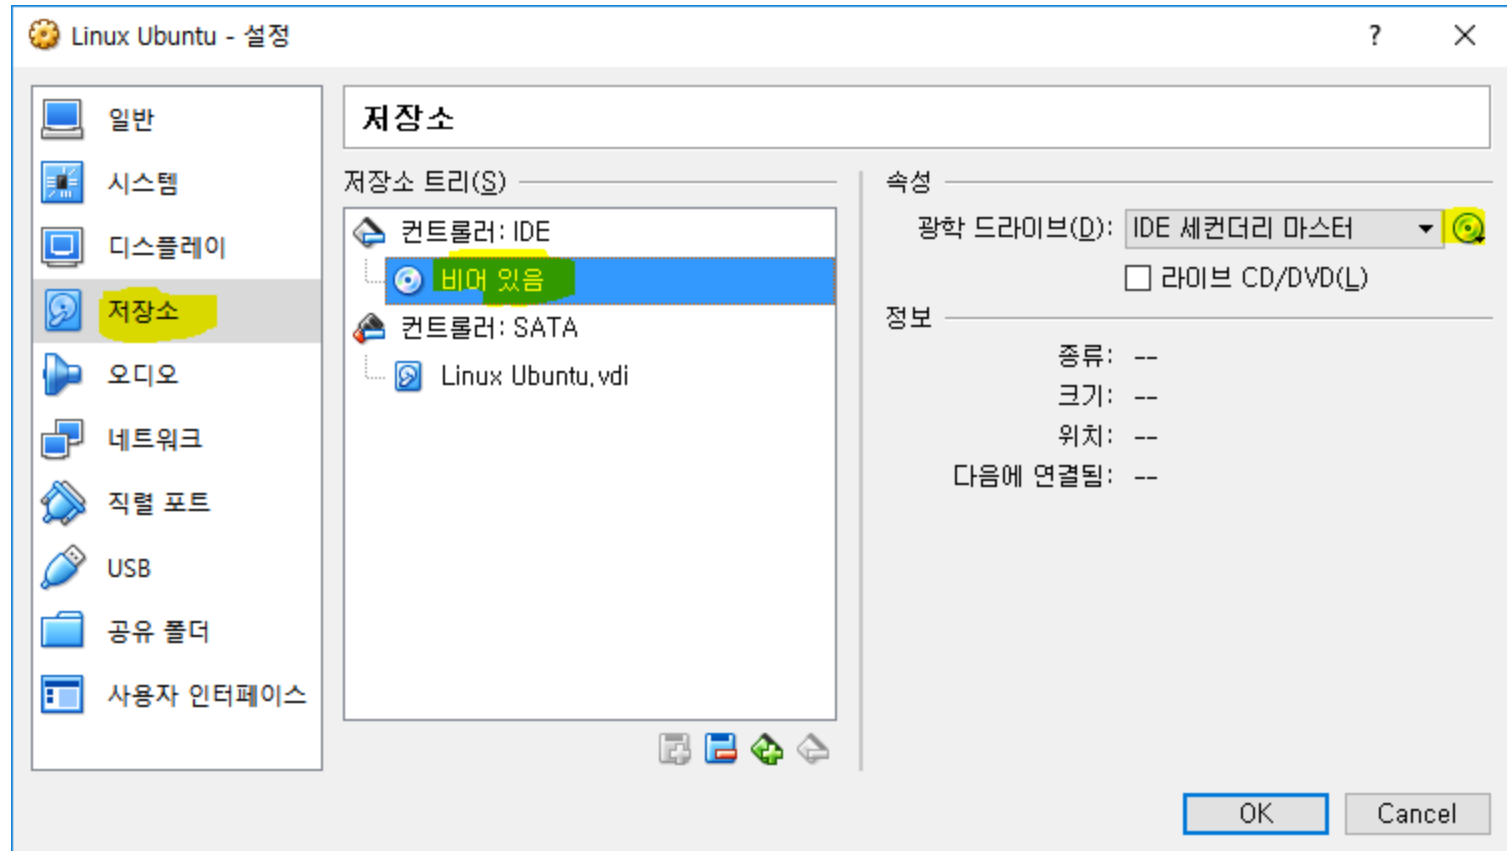 Linux Ubuntu - 설정
?
일반
시스템
디스플레이
저장소
오디오
네트워크
직렬 포트
USB
공유 폴더
사용자 인터페이스
저장소
저장소 트리(S)
컨트롤러: IDE
비어 있음
컨트롤러: SATA
Linux Ubuntu.vdi
속성
광학 드라이브(D): IDE 세컨더리 마스터
라이브 CD/DVD(L)
정보
종류: --
크기: --
위치: --
다음에 연결됨: --
OK
Cancel